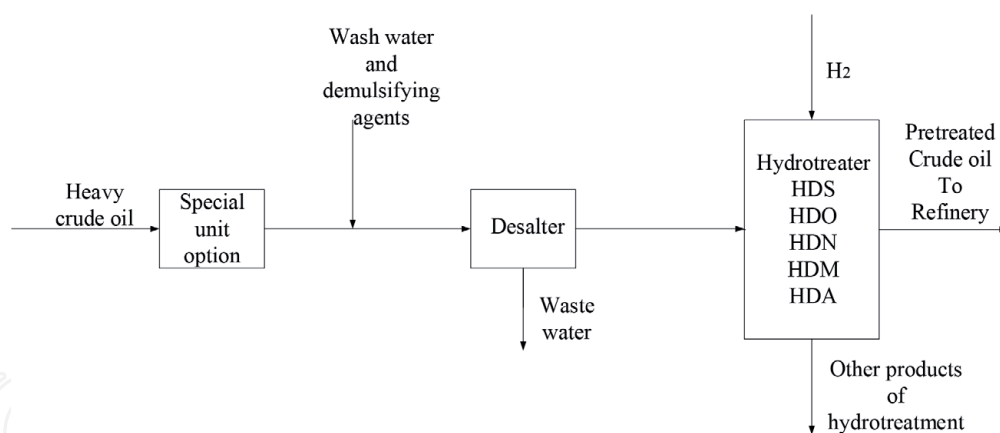 Heavy
crude oil
Special
unit
option
Wash water
and
demulsifying
agents
Desalter
Waste
water
H2
Hydrotreater
HDS
HDO
HDN
HDM
HDA
Pretreated
Crude oil
To
Refinery
Other products
of
hydrotreatment